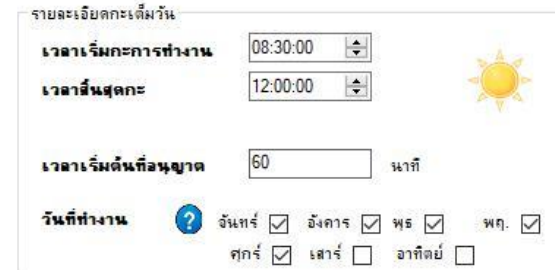 รายละเอียดกะเต็มวัน
เวลาเริ่มกะการทำงาน 08:30:00
เวลาสิ้นสุดกะ 12:00:00
เวลาเริ่มต้นที่อนุญาต 60 นาที
วันที่ทำงาน ? จันทร์ อังคาร พุธ พฤ.
ศุกร์ เสาร์ อาทิตย์